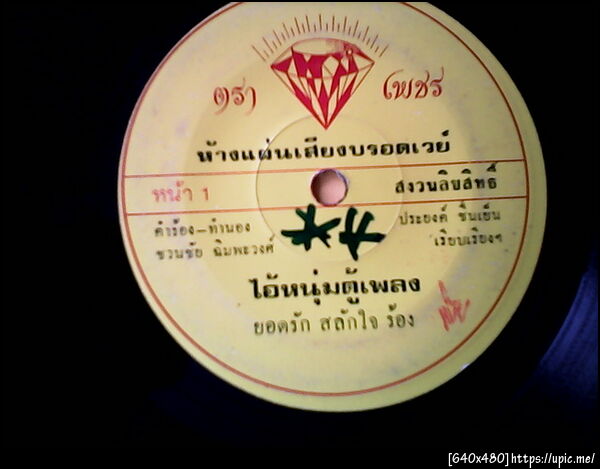 ตรา เพชร
ห้างแผ่นเสียงบรอดเวย์
หน้า 1 สงวนลิขสิทธิ์
คำร้อง-ทำนอง ประยงค์ ชื่นเย็น
ชวนชัย ฉิมพะวงศ์ เรียบเรียงฯ
ไอ้หนุ่มตู้เพลง
ยอดรัก สลักใจ ร้อง
[640x480]https://upic.me/